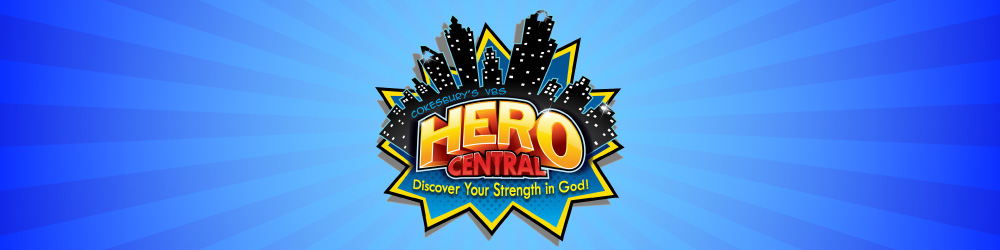 COKESBURY'S VBS
HERO
CENTRAL
Discover Your Strength in God!